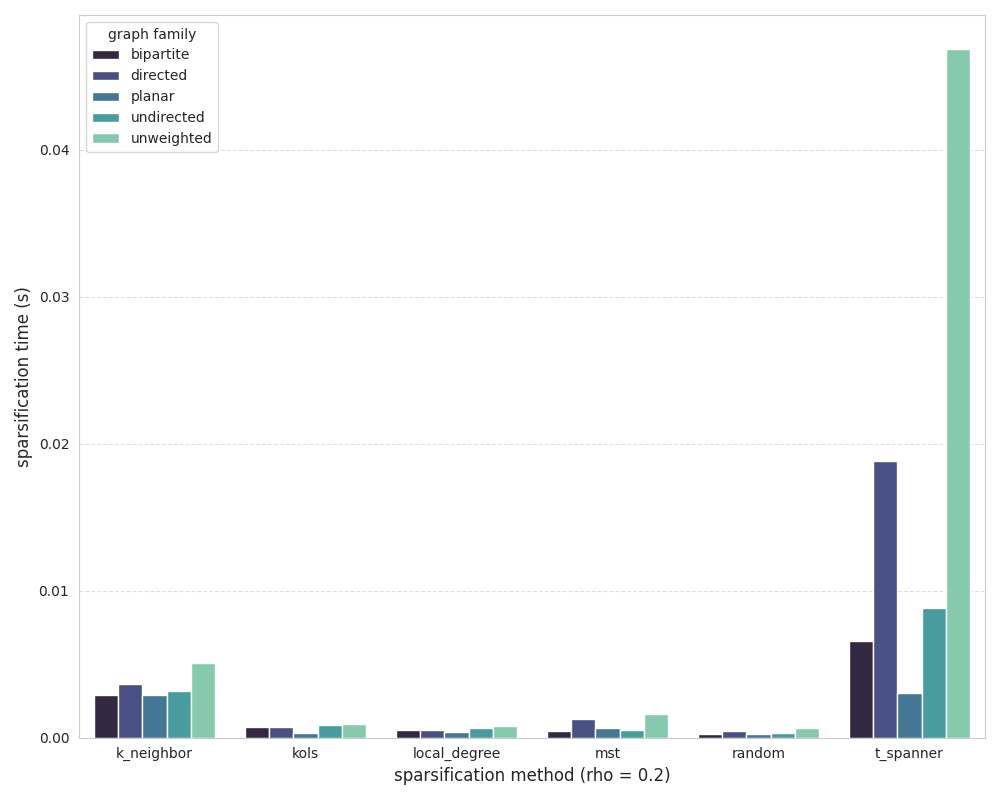 graph family
bipartite
directed
planar
undirected
unweighted
sparsification time (s)
0.04
0.03
0.02
0.01
0.00
k_neighbor
kols
local_degree
mst
random
t_spanner
sparsification method (rho = 0.2)